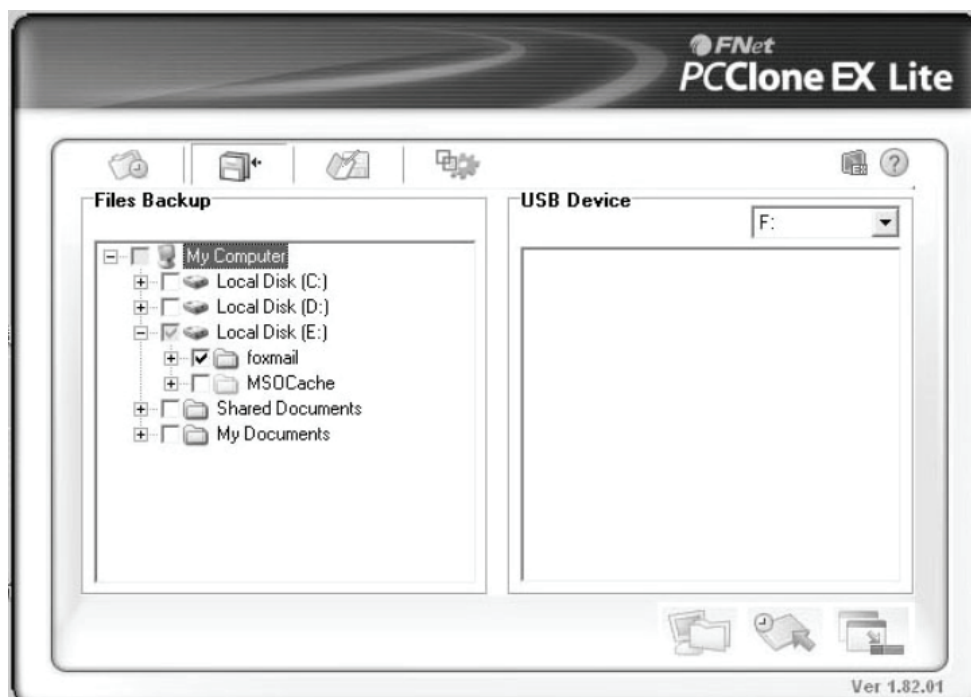 FNet
PCClone EX Lite
EX
?
Files Backup
USB Device
F:
My Computer
Local Disk (C:)
Local Disk (D:)
Local Disk (E:)
foxmail
MSOCache
Shared Documents
My Documents
Ver 1.82.01